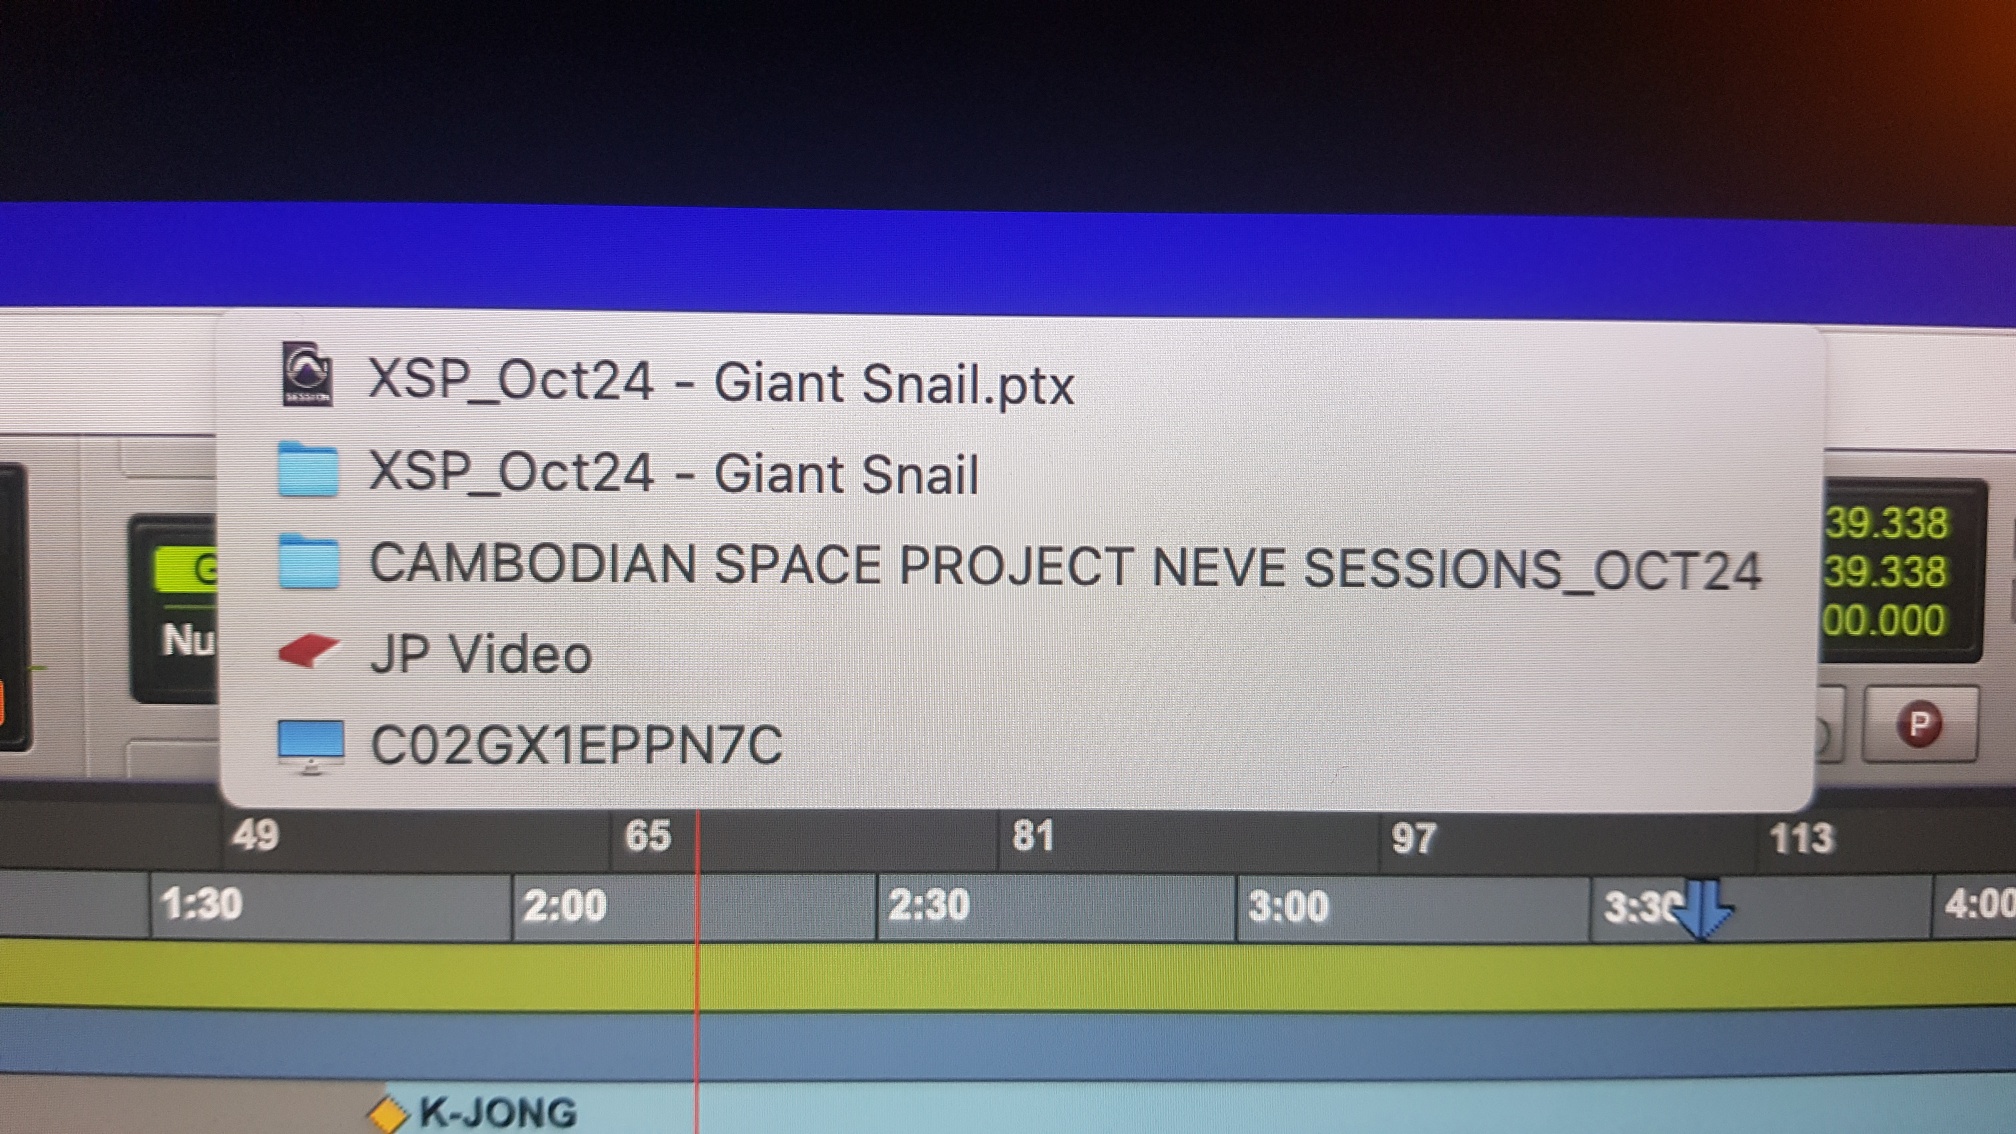 XSP_Oct24 - Giant Snail.ptx
SESSION
XSP_Oct24 - Giant Snail
CAMBODIAN SPACE PROJECT NEVE SESSIONS_OCT24
JP Video
C02GX1EPPN7C
G
Nu
39.338
39.338
00.000
P
49 65 81 97 113
1:30 2:00 2:30 3:00 3:30 4:00
K-JONG